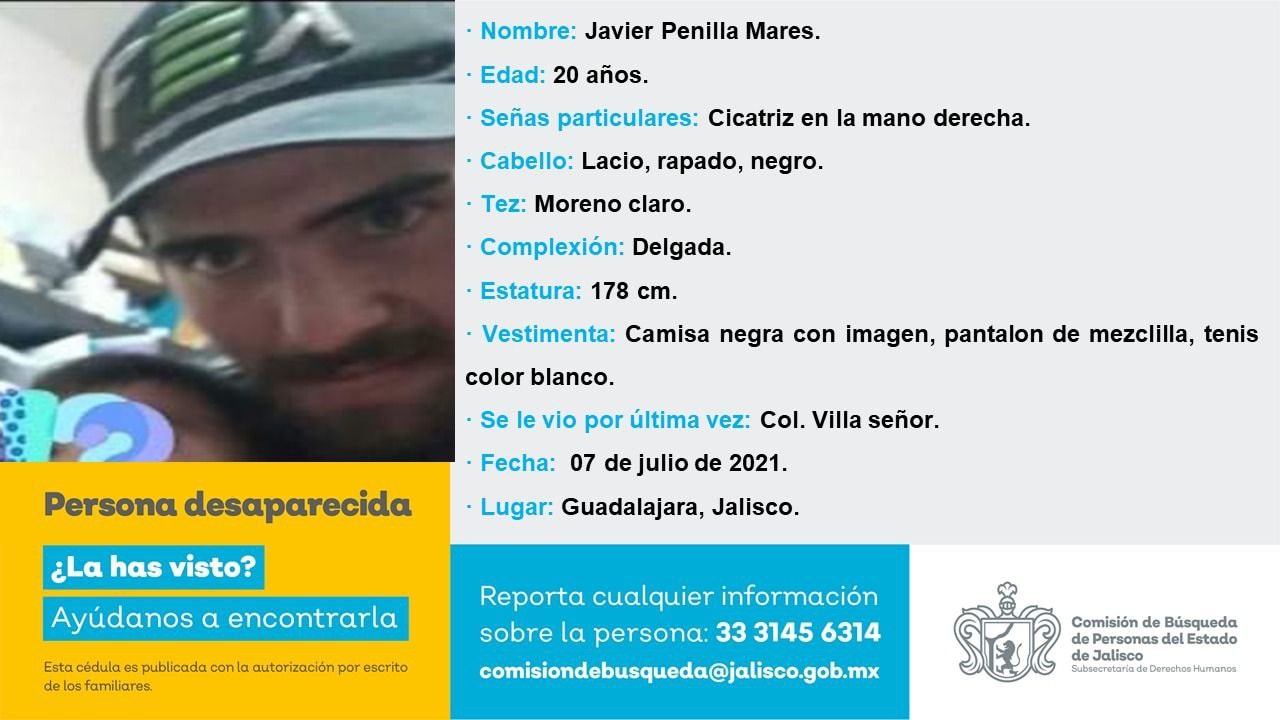 · Nombre: Javier Penilla Mares.
· Edad: 20 años.
· Señas particulares: Cicatriz en la mano derecha.
· Cabello: Lacio, rapado, negro.
· Tez: Moreno claro.
· Complexión: Delgada.
· Estatura: 178 cm.
· Vestimenta: Camisa negra con imagen, pantalon de mezclilla, tenis
color blanco.
· Se le vio por última vez: Col. Villa señor.
· Fecha: 07 de julio de 2021.
· Lugar: Guadalajara, Jalisco.
Persona desaparecida
¿La has visto?
Ayúdanos a encontrarla
Esta cédula es publicada con la autorización por escrito
de los familiares.
Reporta cualquier información
sobre la persona: 33 3145 6314
comisiondebusqueda@jalisco.gob.mx
Comisión de Búsqueda
de Personas del Estado
de Jalisco
Subsecretaría de Derechos Humanos